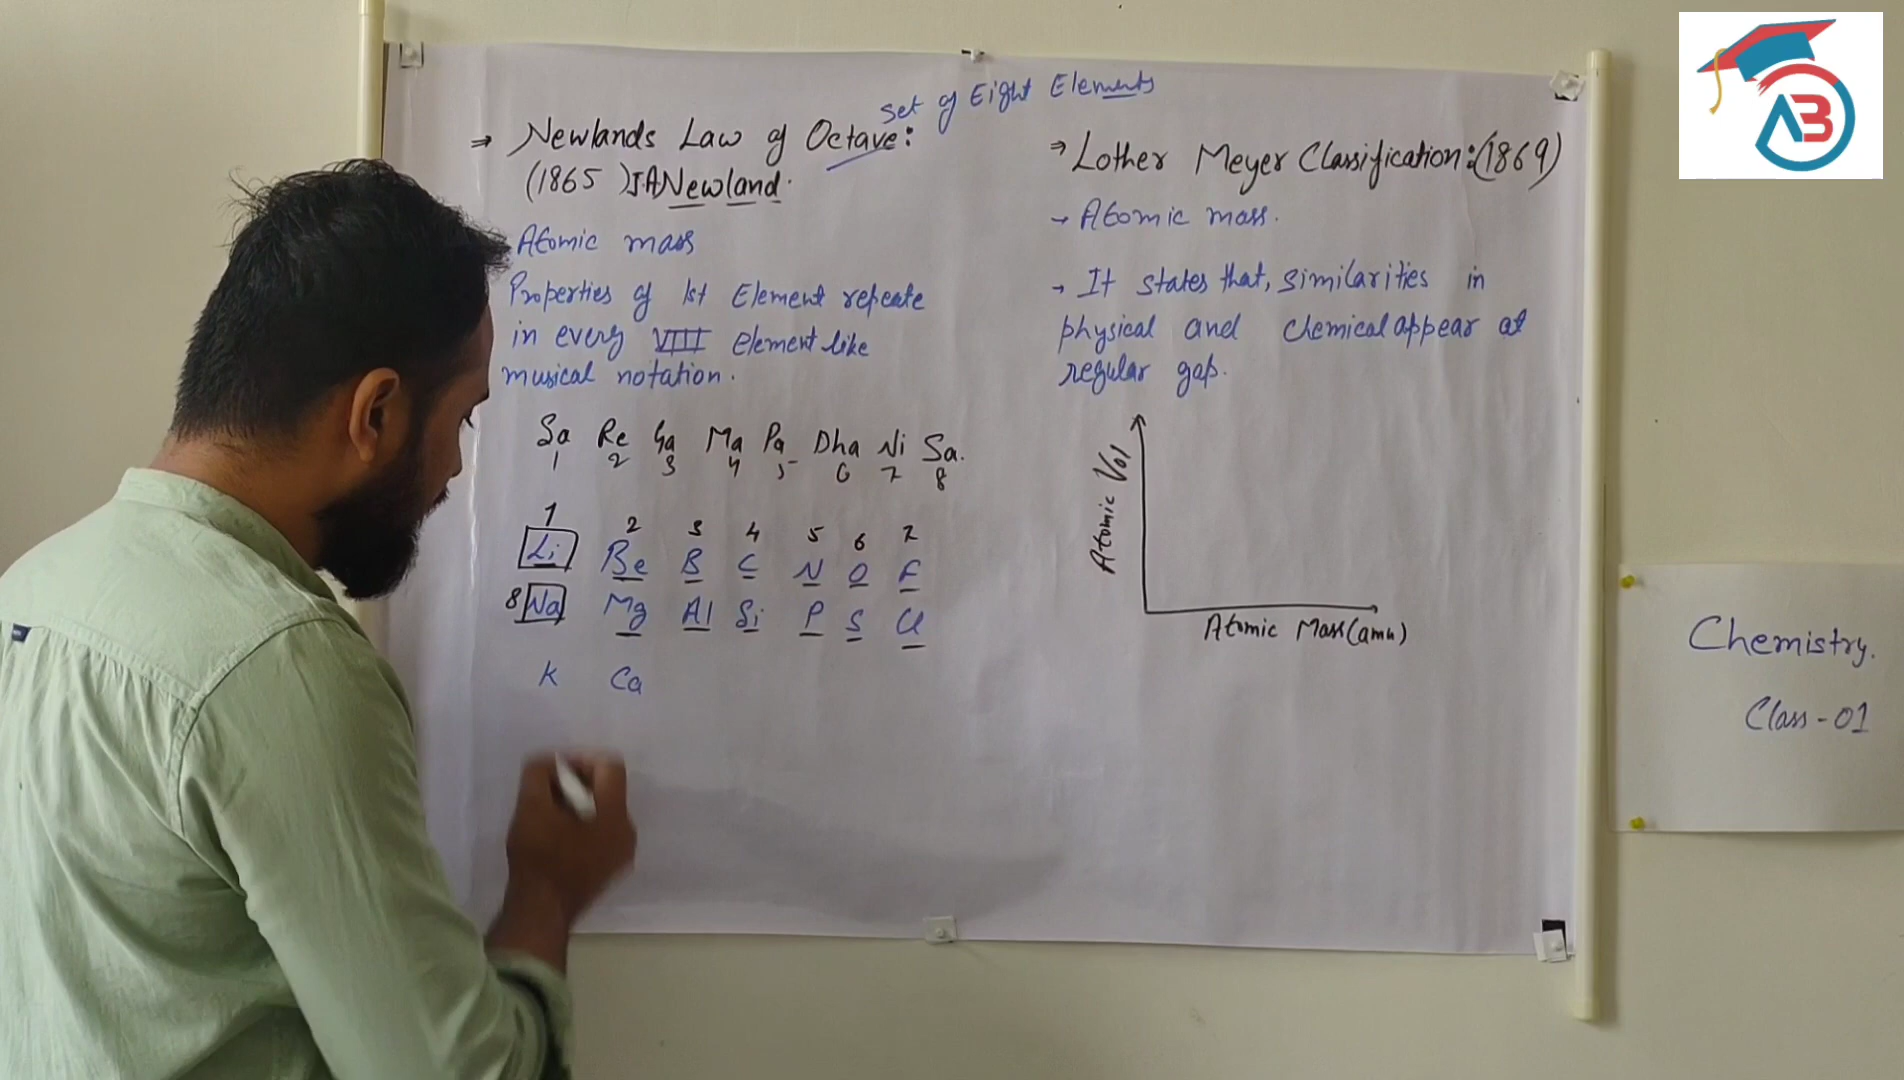 Set of Eight Elements
⇒ Newlands Law of Octave:
(1865) J.A Newland.
Atomic mass
Properties of 1st Element repeate
in every VIII element like
musical notation.
Sa Re Ga Ma Pa Dha Ni Sa.
1 2 3 4 5 6 7 8
1 2 3 4 5 6 7
Li Be B C N O F
8 Na Mg Al Si P S Cl
K Ca
⇒ Lother Meyer Classification:(1869)
→ Atomic mass.
→ It states that, similarities in
physical and chemical appear at
regular gap.
Atomic Vol
Atomic Mass(amu)
Chemistry.
Class - 01
AB